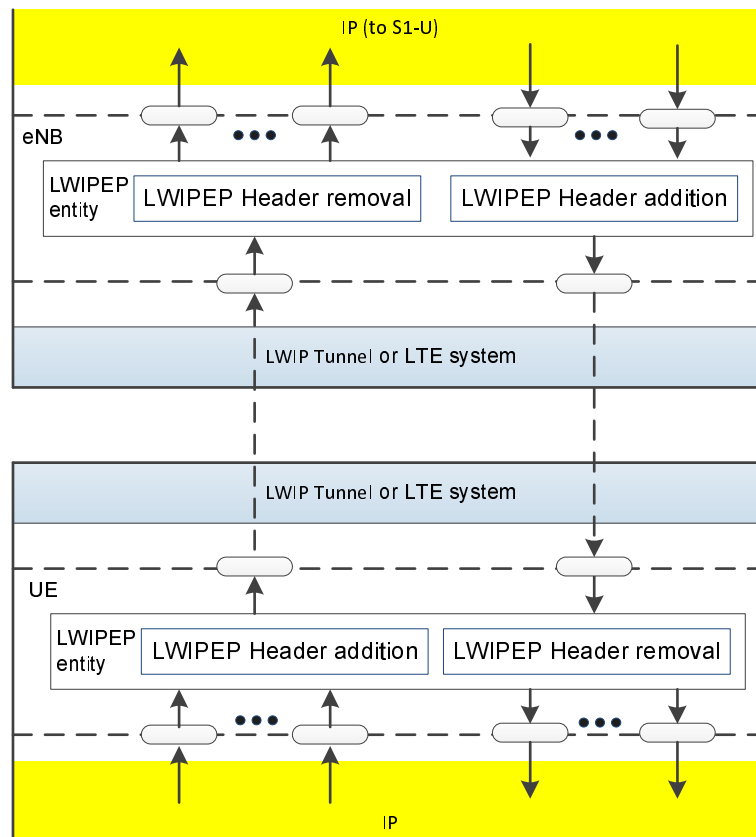 IP (to S1-U)
eNB
LWIPEP
entity
LWIPEP Header removal
LWIPEP Header addition
LWIP Tunnel or LTE system
LWIP Tunnel or LTE system
UE
LWIPEP
entity
LWIPEP Header addition
LWIPEP Header removal
IP